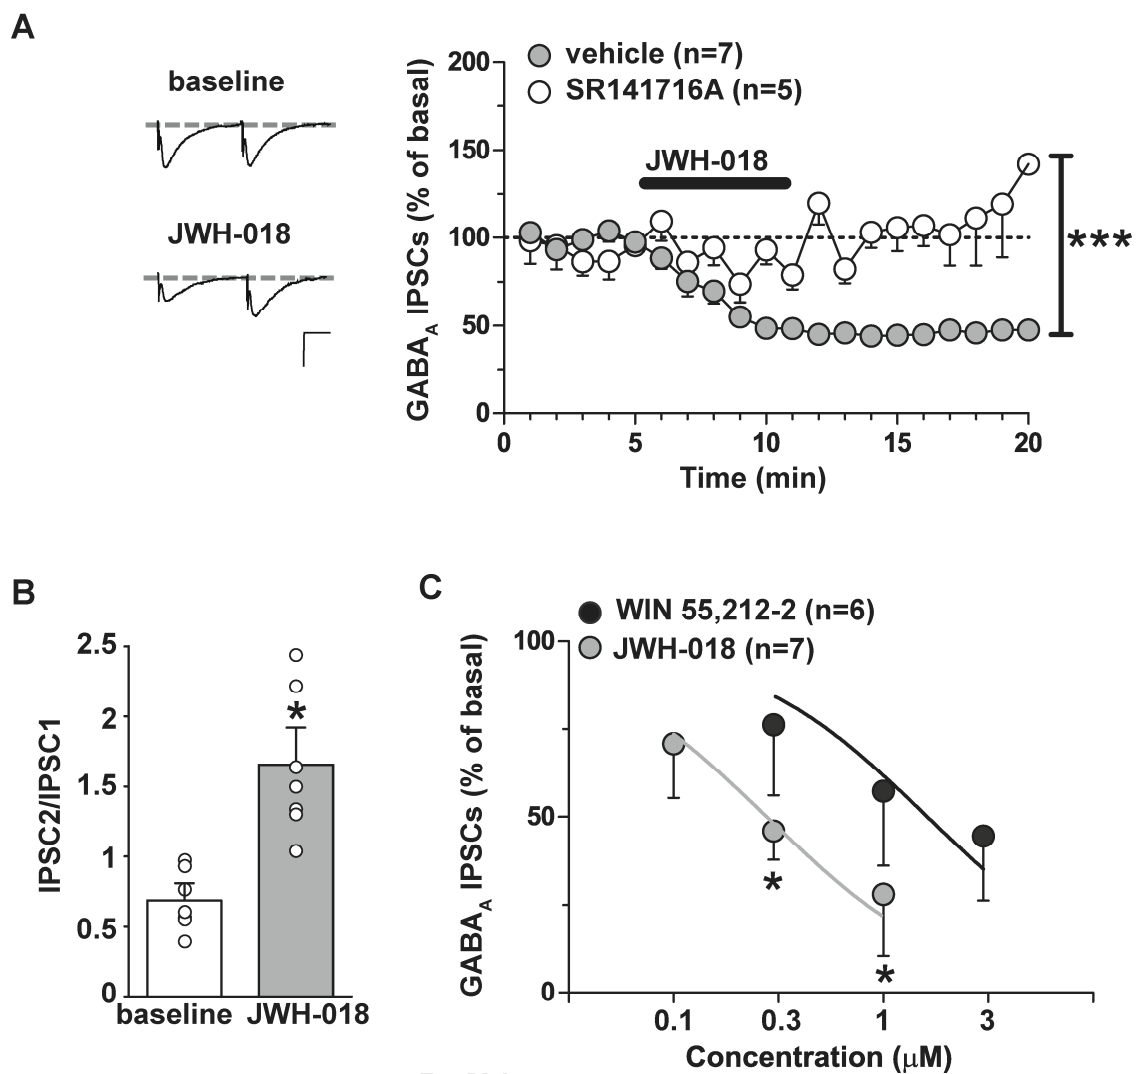 A
baseline
JWH-018
vehicle (n=7)
SR141716A (n=5)
GABAA IPSCs (% of basal)
200
150
100
50
0
JWH-018
***
0 5 10 15 20
Time (min)
B
IPSC2/IPSC1
2.5
2
1.5
1
0.5
0
*
baseline JWH-018
C
WIN 55,212-2 (n=6)
JWH-018 (n=7)
GABAA IPSCs (% of basal)
100
50
0
*
*
0.1 0.3 1 3
Concentration (μM)